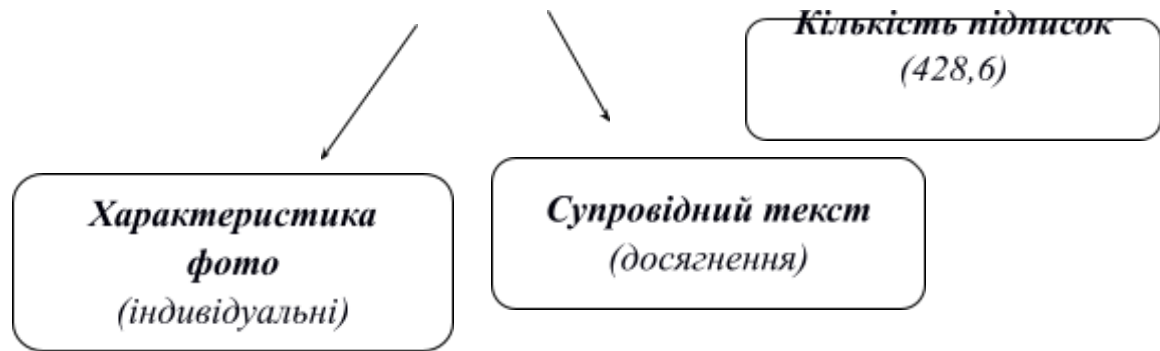 Кількість підписок
(428,6)
Характеристика
фото
(індивідуальні)
Супровідний текст
(досягнення)